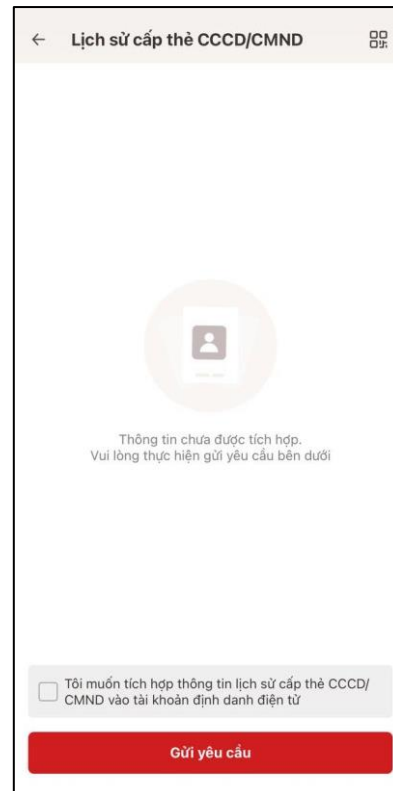 Lịch sử cấp thẻ CCCD/CMND
Thông tin chưa được tích hợp.
Vui lòng thực hiện gửi yêu cầu bên dưới
Tôi muốn tích hợp thông tin lịch sử cấp thẻ CCCD/
CMND vào tài khoản định danh điện tử
Gửi yêu cầu